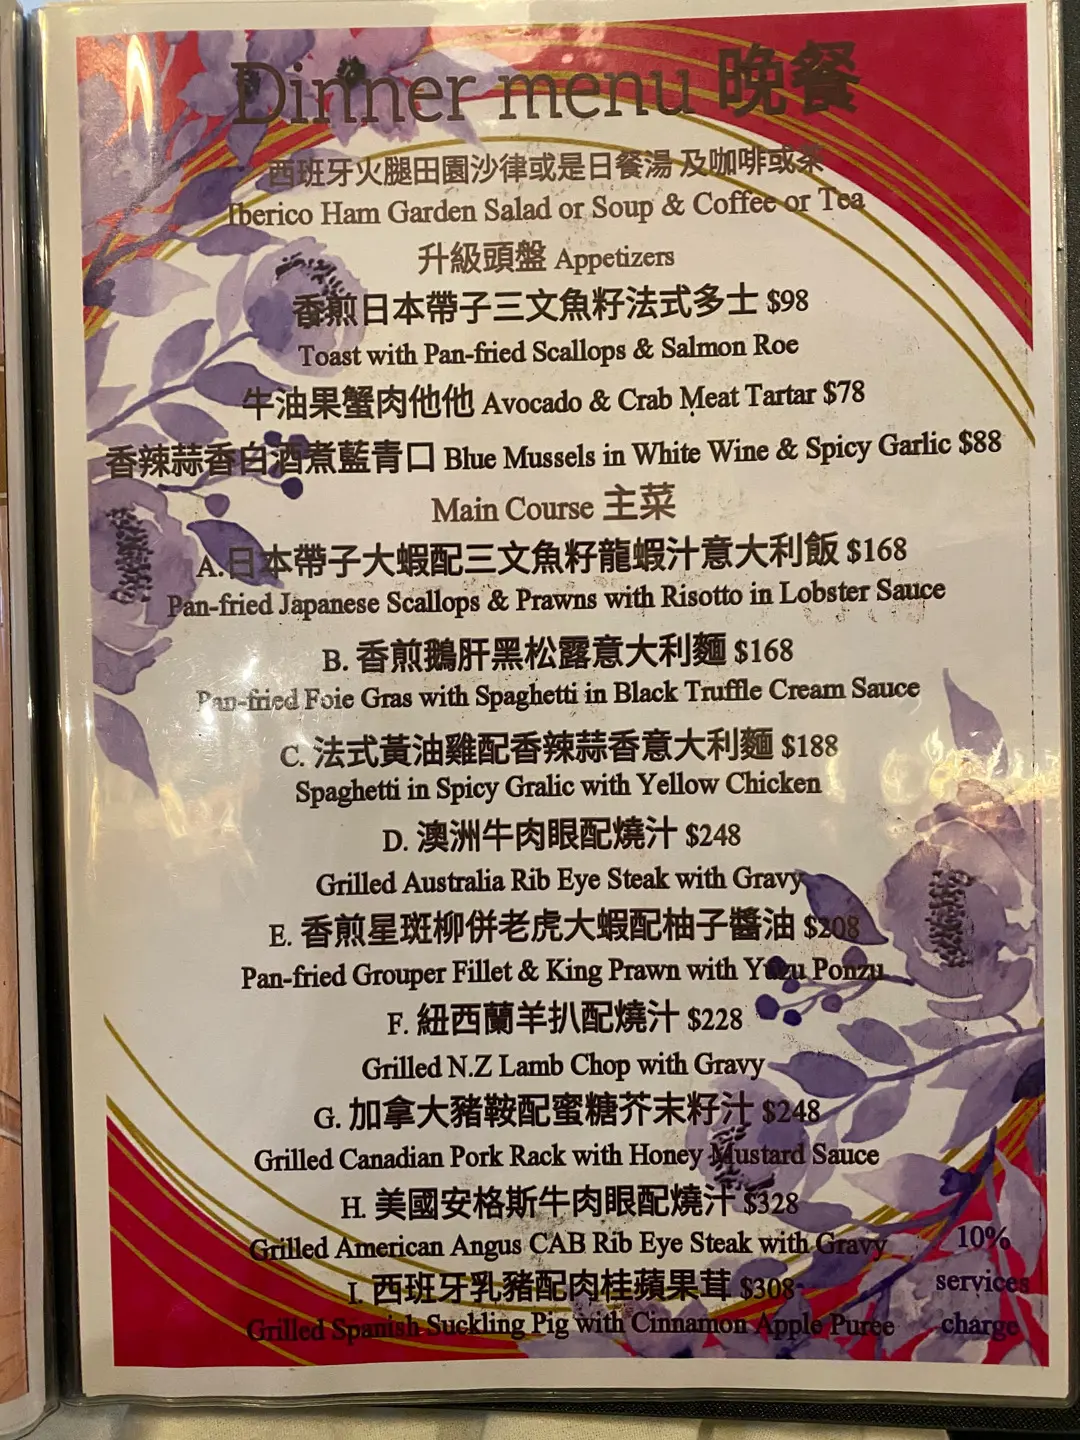 Dinner menu 晚餐
西班牙火腿田園沙律或是日餐湯 及咖啡或茶
Iberico Ham Garden Salad or Soup & Coffee or Tea
升級頭盤 Appetizers
香煎日本帶子三文魚籽法式多士 $98
Toast with Pan-fried Scallops & Salmon Roe
牛油果蟹肉他他 Avocado & Crab Meat Tartar $78
香辣蒜香白酒煮藍青口 Blue Mussels in White Wine & Spicy Garlic $88
Main Course 主菜
A.日本帶子大蝦配三文魚籽龍蝦汁意大利飯 $168
Pan-fried Japanese Scallops & Prawns with Risotto in Lobster Sauce
B. 香煎鵝肝黑松露意大利麵 $168
Pan-fried Foie Gras with Spaghetti in Black Truffle Cream Sauce
C. 法式黃油雞配香辣蒜香意大利麵 $188
Spaghetti in Spicy Gralic with Yellow Chicken
D. 澳洲牛肉眼配燒汁 $248
Grilled Australia Rib Eye Steak with Gravy
E. 香煎星斑柳併老虎大蝦配柚子醬油 $208
Pan-fried Grouper Fillet & King Prawn with Yuzu Ponzu
F. 紐西蘭羊扒配燒汁 $228
Grilled N.Z Lamb Chop with Gravy
G. 加拿大豬鞍配蜜糖芥末籽汁 $248
Grilled Canadian Pork Rack with Honey Mustard Sauce
H. 美國安格斯牛肉眼配燒汁 $328
Grilled American Angus CAB Rib Eye Steak with Gravy
I. 西班牙乳豬配肉桂蘋果茸 $308
Grilled Spanish Suckling Pig with Cinnamon Apple Puree
10%
services
charge